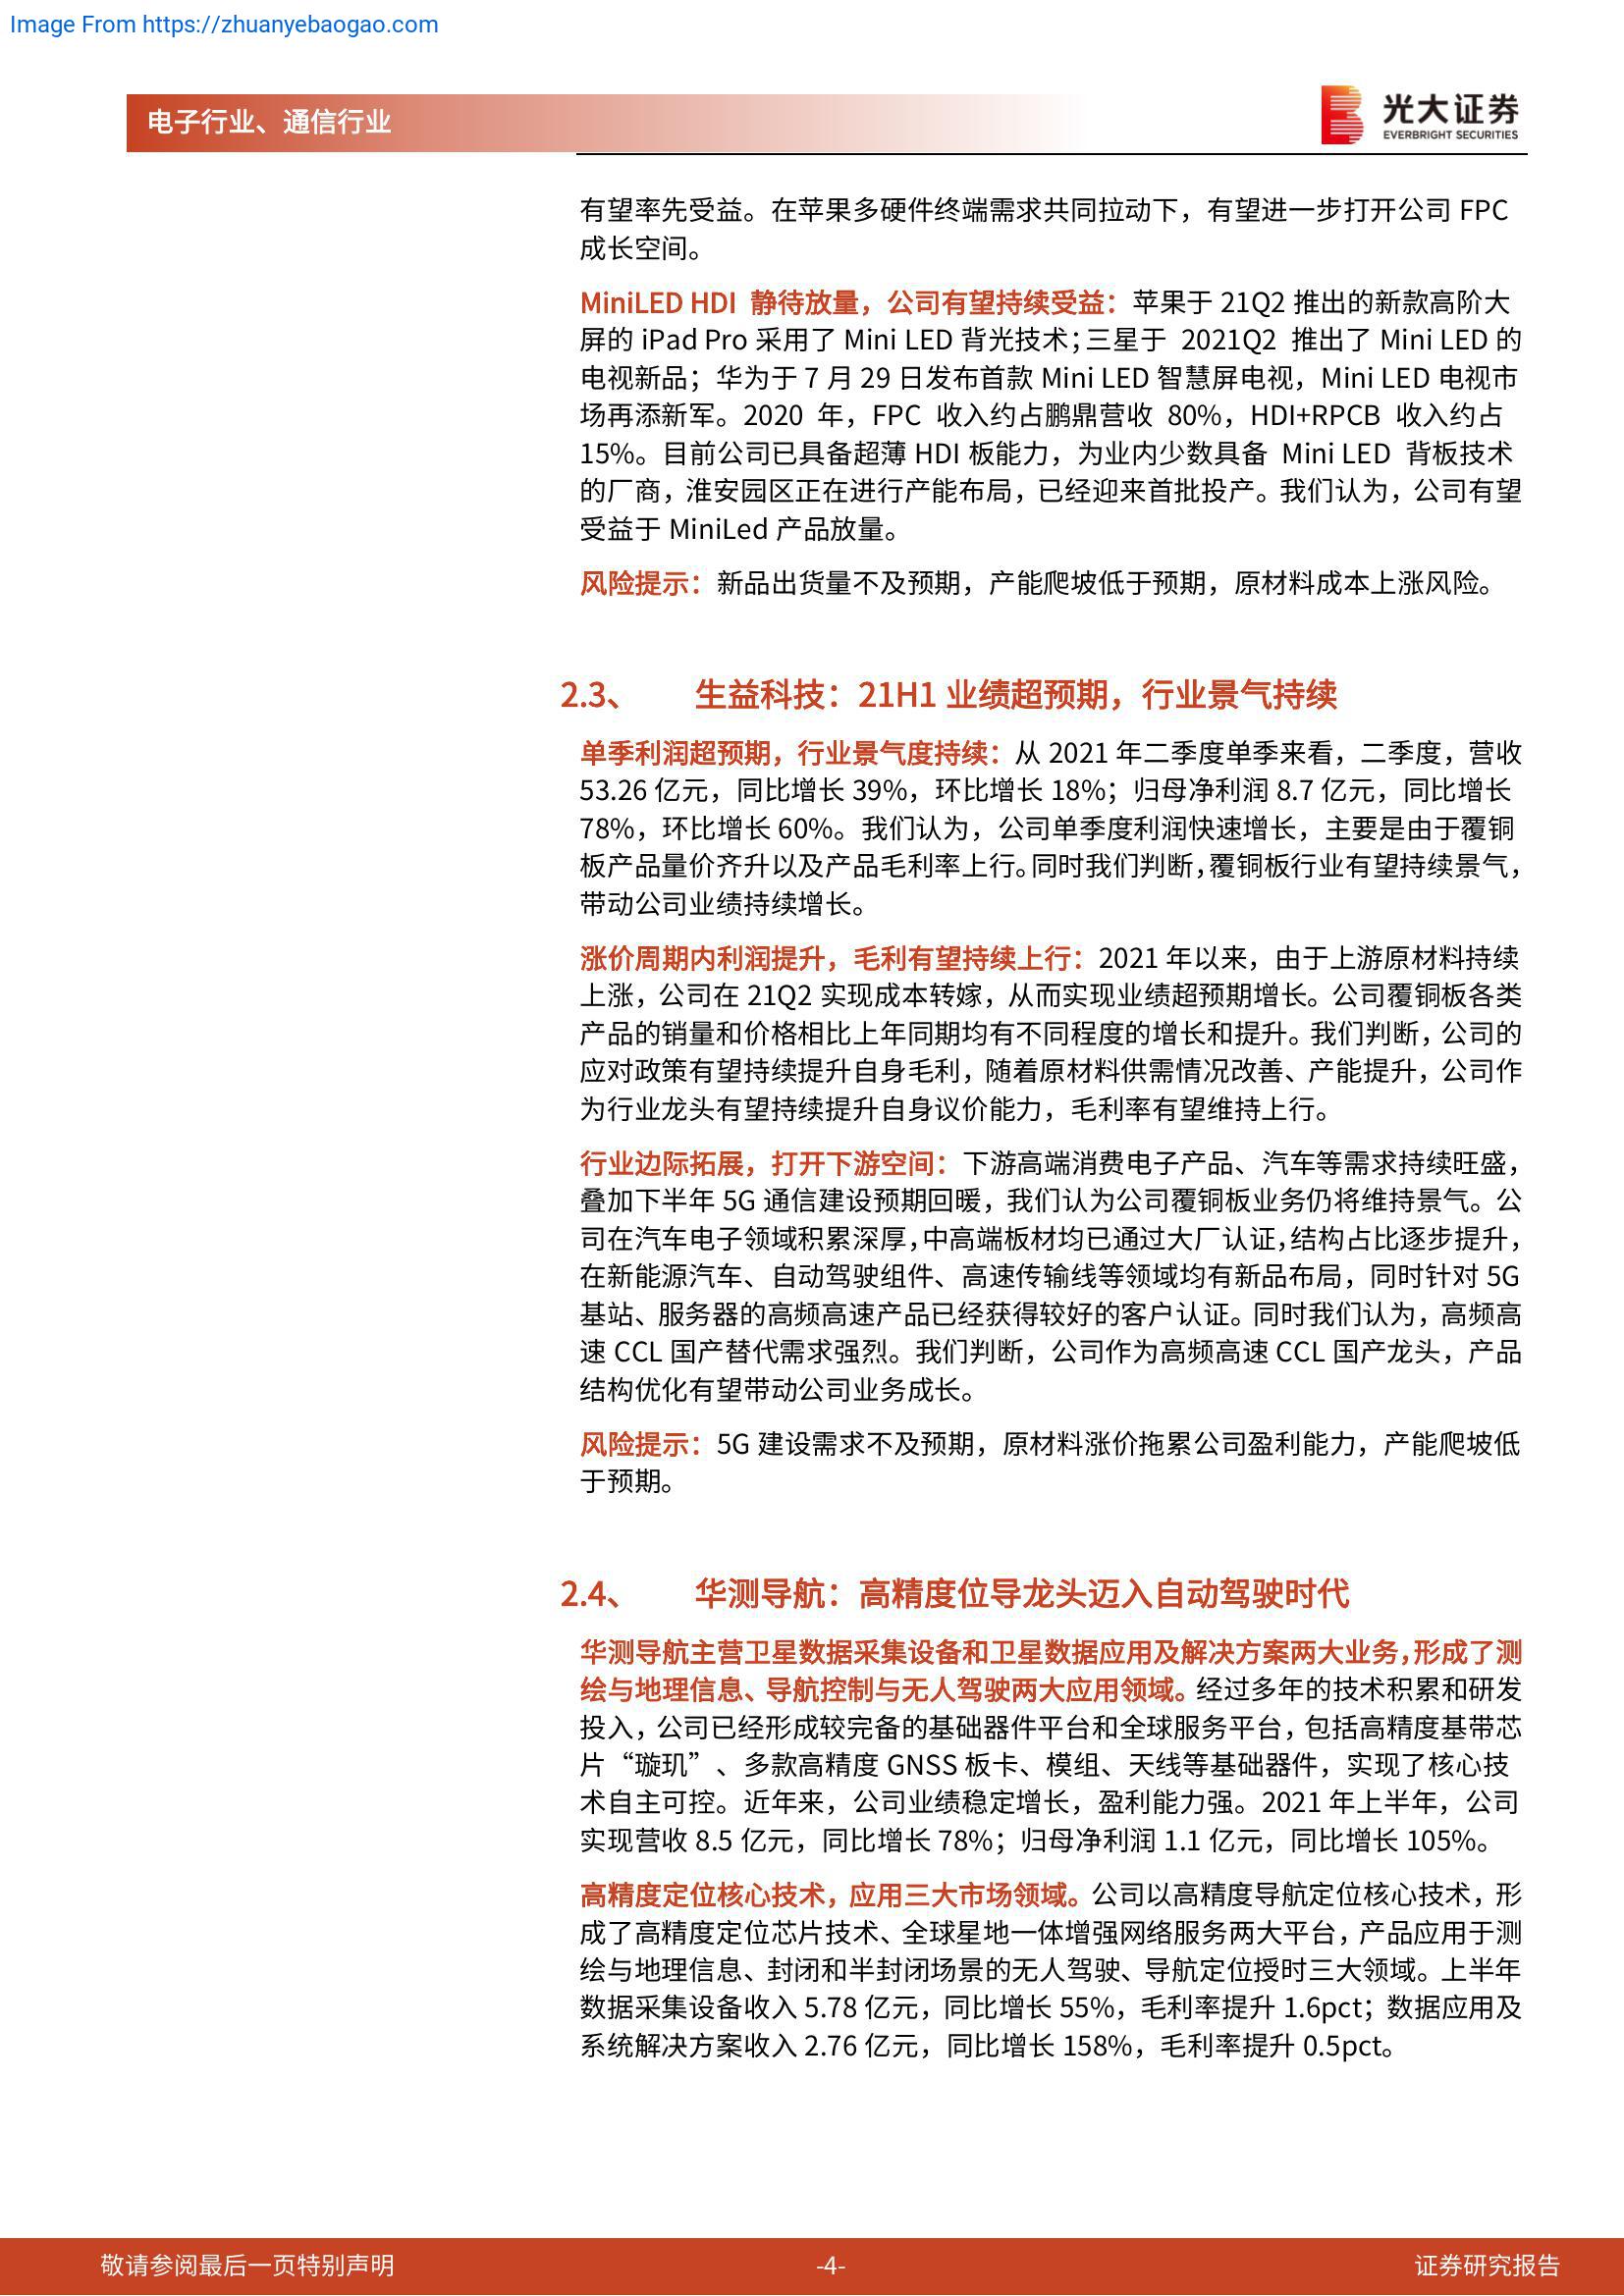 Image From https://zhuanyebaogao.com
电子行业、通信行业
光大证券
EVERBRIGHT SECURITIES
有望率先受益。在苹果多硬件终端需求共同拉动下，有望进一步打开公司 FPC
成长空间。
MiniLED HDI 静待放量，公司有望持续受益：苹果于 21Q2 推出的新款高阶大
屏的 iPad Pro 采用了 Mini LED 背光技术；三星于 2021Q2 推出了 Mini LED 的
电视新品；华为于 7 月 29 日发布首款 Mini LED 智慧屏电视，Mini LED 电视市
场再添新军。2020 年，FPC 收入约占鹏鼎营收 80%，HDI+RPCB 收入约占
15%。目前公司已具备超薄 HDI 板能力，为业内少数具备 Mini LED 背板技术
的厂商，淮安园区正在进行产能布局，已经迎来首批投产。我们认为，公司有望
受益于 MiniLed 产品放量。
风险提示：新品出货量不及预期，产能爬坡低于预期，原材料成本上涨风险。
2.3、 生益科技：21H1 业绩超预期，行业景气持续
单季利润超预期，行业景气度持续：从 2021 年二季度单季来看，二季度，营收
53.26 亿元，同比增长 39%，环比增长 18%；归母净利润 8.7 亿元，同比增长
78%，环比增长 60%。我们认为，公司单季度利润快速增长，主要是由于覆铜
板产品量价齐升以及产品毛利率上行。同时我们判断，覆铜板行业有望持续景气，
带动公司业绩持续增长。
涨价周期内利润提升，毛利有望持续上行：2021 年以来，由于上游原材料持续
上涨，公司在 21Q2 实现成本转嫁，从而实现业绩超预期增长。公司覆铜板各类
产品的销量和价格相比上年同期均有不同程度的增长和提升。我们判断，公司的
应对政策有望持续提升自身毛利，随着原材料供需情况改善、产能提升，公司作
为行业龙头有望持续提升自身议价能力，毛利率有望维持上行。
行业边际拓展，打开下游空间：下游高端消费电子产品、汽车等需求持续旺盛，
叠加下半年 5G 通信建设预期回暖，我们认为公司覆铜板业务仍将维持景气。公
司在汽车电子领域积累深厚，中高端板材均已通过大厂认证，结构占比逐步提升，
在新能源汽车、自动驾驶组件、高速传输线等领域均有新品布局，同时针对 5G
基站、服务器的高频高速产品已经获得较好的客户认证。同时我们认为，高频高
速 CCL 国产替代需求强烈。我们判断，公司作为高频高速 CCL 国产龙头，产品
结构优化有望带动公司业务成长。
风险提示：5G 建设需求不及预期，原材料涨价拖累公司盈利能力，产能爬坡低
于预期。
2.4、 华测导航：高精度位导龙头迈入自动驾驶时代
华测导航主营卫星数据采集设备和卫星数据应用及解决方案两大业务，形成了测
绘与地理信息、导航控制与无人驾驶两大应用领域。经过多年的技术积累和研发
投入，公司已经形成较完备的基础器件平台和全球服务平台，包括高精度基带芯
片“璇玑”、多款高精度 GNSS 板卡、模组、天线等基础器件，实现了核心技
术自主可控。近年来，公司业绩稳定增长，盈利能力强。2021 年上半年，公司
实现营收 8.5 亿元，同比增长 78%；归母净利润 1.1 亿元，同比增长 105%。
高精度定位核心技术，应用三大市场领域。公司以高精度导航定位核心技术，形
成了高精度定位芯片技术、全球星地一体增强网络服务两大平台，产品应用于测
绘与地理信息、封闭和半封闭场景的无人驾驶、导航定位授时三大领域。上半年
数据采集设备收入 5.78 亿元，同比增长 55%，毛利率提升 1.6pct；数据应用及
系统解决方案收入 2.76 亿元，同比增长 158%，毛利率提升 0.5pct。
敬请参阅最后一页特别声明
-4-
证券研究报告